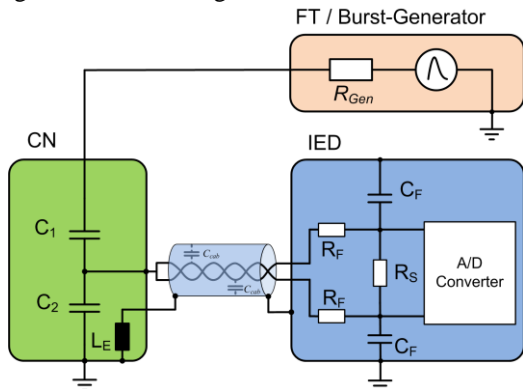 FT / Burst-Generator
R_Gen
CN
IED
C_1
C_F
C_cab
R_F
R_S
A/D
Converter
C_2
C_cab
R_F
L_E
C_F